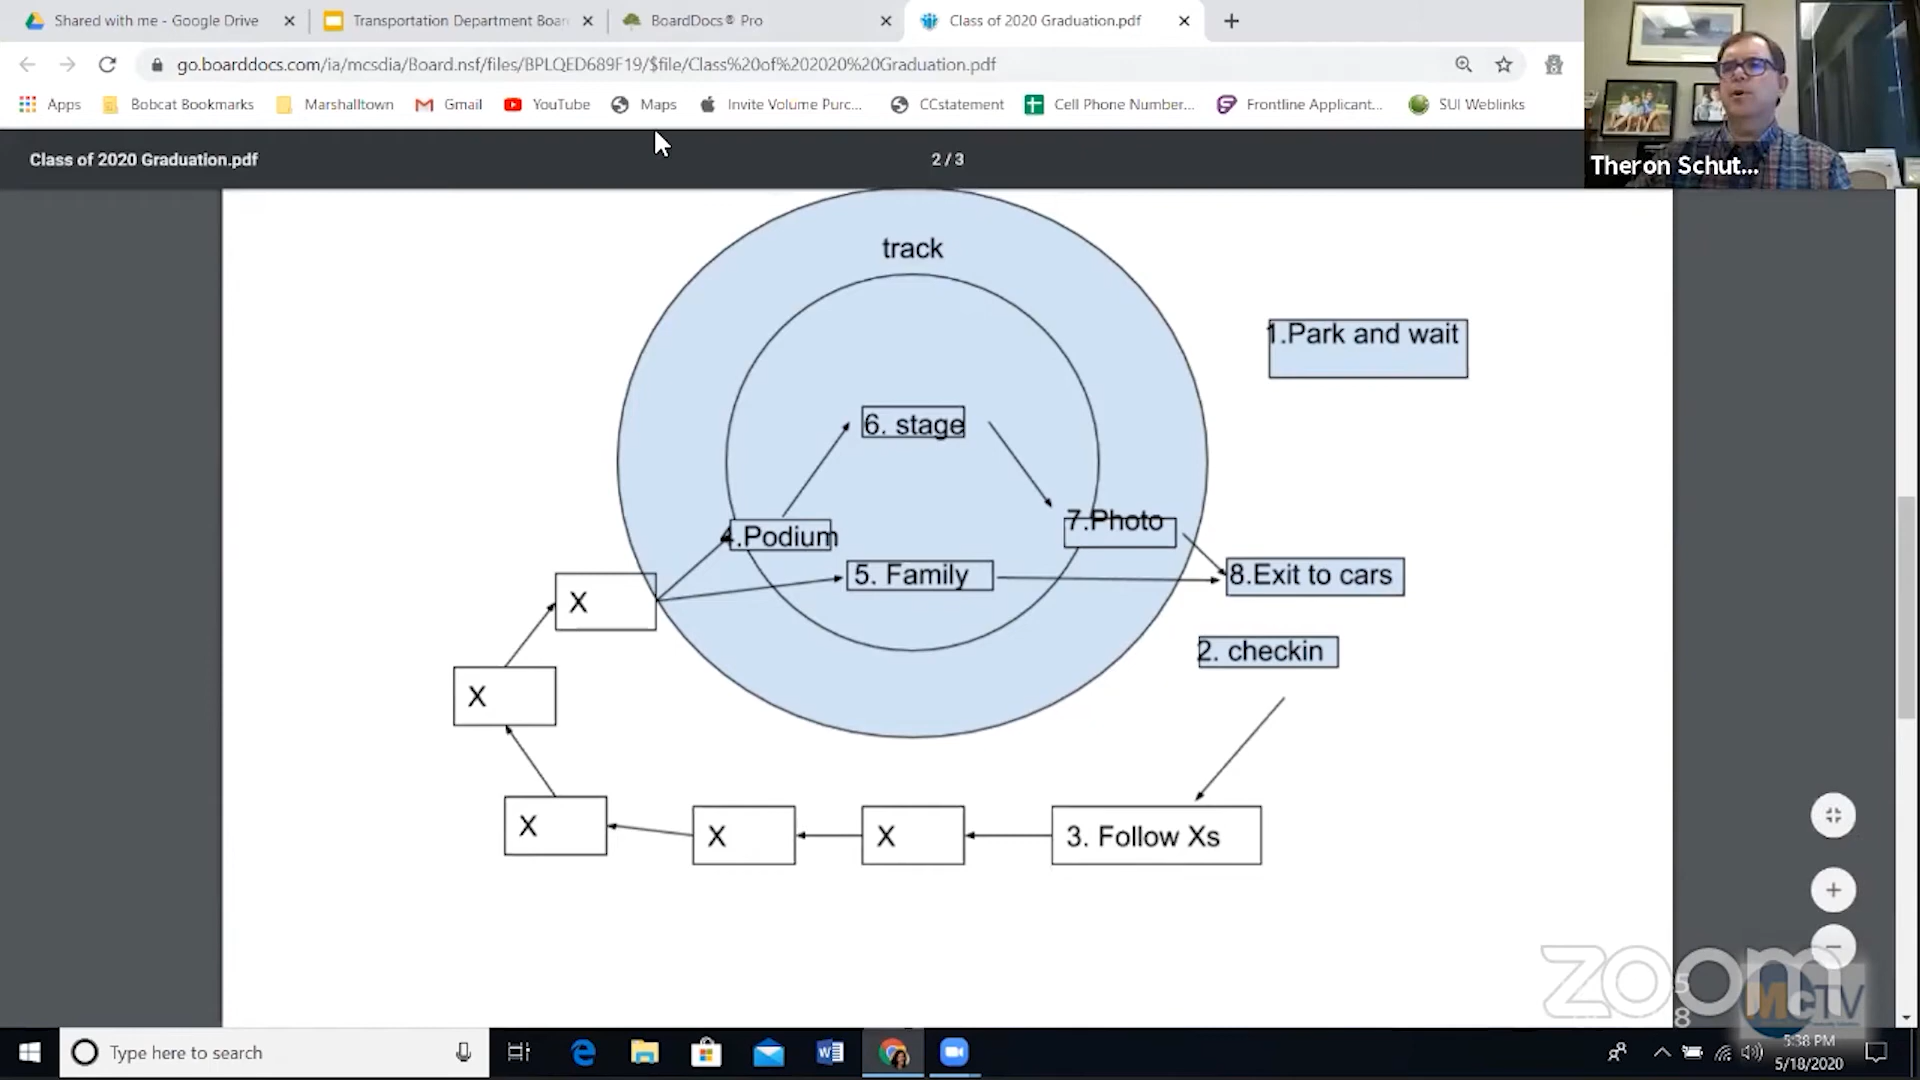 Shared with me - Google Drive
Transportation Department Boar
BoardDocs® Pro
Class of 2020 Graduation.pdf
go.boarddocs.com/ia/mcsdia/Board.nsf/files/BPLQED689F19/$file/Class%20of%202020%20Graduation.pdf
Apps
Bobcat Bookmarks
Marshalltown
Gmail
YouTube
Maps
Invite Volume Purc...
CCstatement
Cell Phone Number...
Frontline Applicant...
SUI Weblinks
Theron Schut...
Class of 2020 Graduation.pdf
2 / 3
track
1.Park and wait
6. stage
7.Photo
4.Podium
5. Family
8.Exit to cars
X
2. checkin
X
X
X
X
3. Follow Xs
zoom
MCTV
58
Type here to search
5:38 PM
5/18/2020